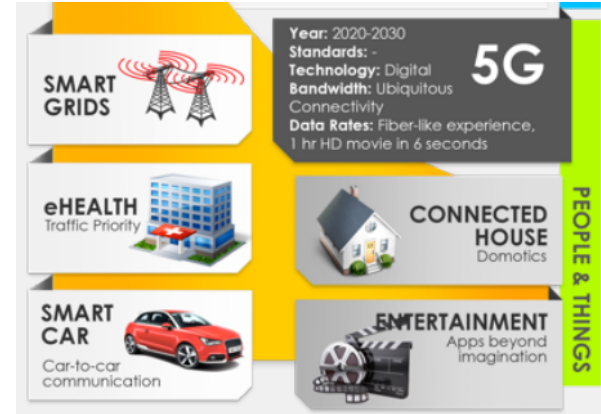 SMART
GRIDS
Year: 2020-2030
Standards: -
Technology: Digital
Bandwidth: Ubiquitous
Connectivity
Data Rates: Fiber-like experience,
1 hr HD movie in 6 seconds
5G
eHEALTH
Traffic Priority
CONNECTED
HOUSE
Domotics
SMART
CAR
Car-to-car
communication
ENTERTAINMENT
Apps beyond
imagination
PEOPLE & THINGS